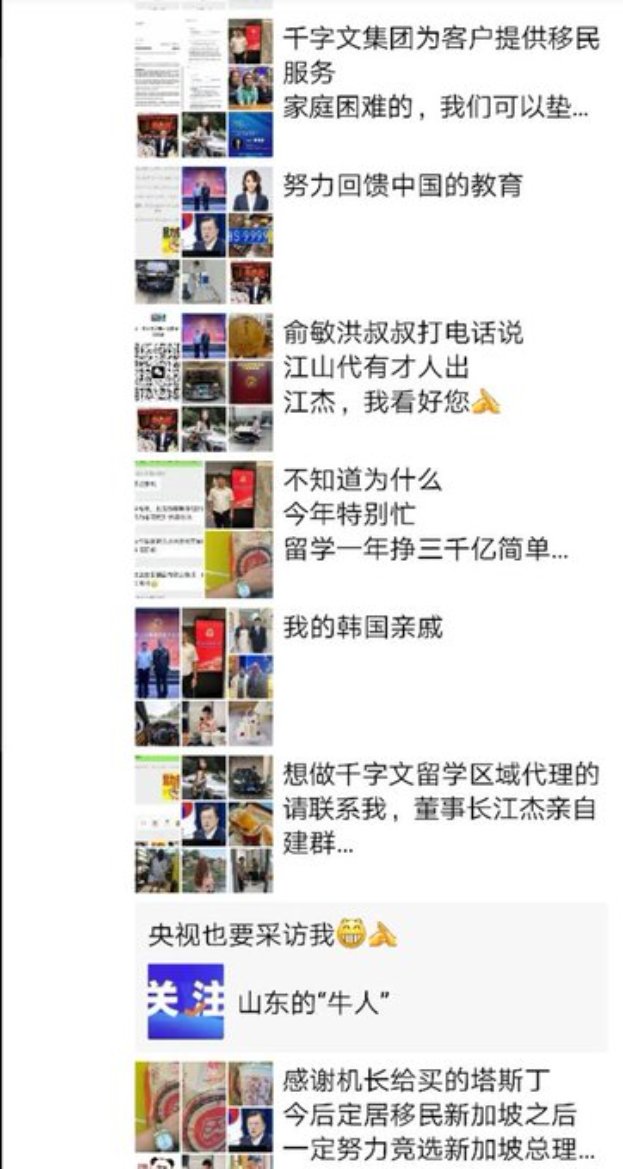 千字文集团为客户提供移民
服务
家庭困难的，我们可以垫...
努力回馈中国的教育
S 9999
俞敏洪叔叔打电话说
江山代有才人出
江杰，我看好您🙏
不知道为什么
今年特别忙
留学一年挣三千亿简单...
我的韩国亲戚
想做千字文留学区域代理的
请联系我，董事长江杰亲自
建群...
央视也要采访我😁🙏
关注
山东的“牛人”
感谢机长给买的塔斯丁
今后定居移民新加坡之后
一定努力竞选新加坡总理...